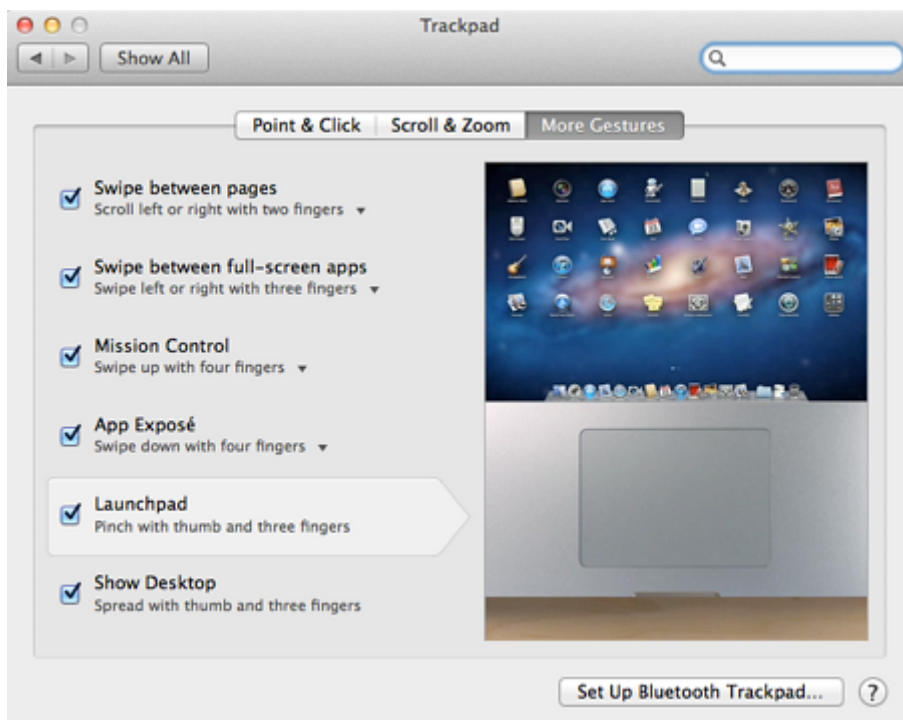 Trackpad
Show All
Point & Click Scroll & Zoom More Gestures
Swipe between pages
Scroll left or right with two fingers
Swipe between full-screen apps
Swipe left or right with three fingers
Mission Control
Swipe up with four fingers
App Exposé
Swipe down with four fingers
Launchpad
Pinch with thumb and three fingers
Show Desktop
Spread with thumb and three fingers
Set Up Bluetooth Trackpad... ?